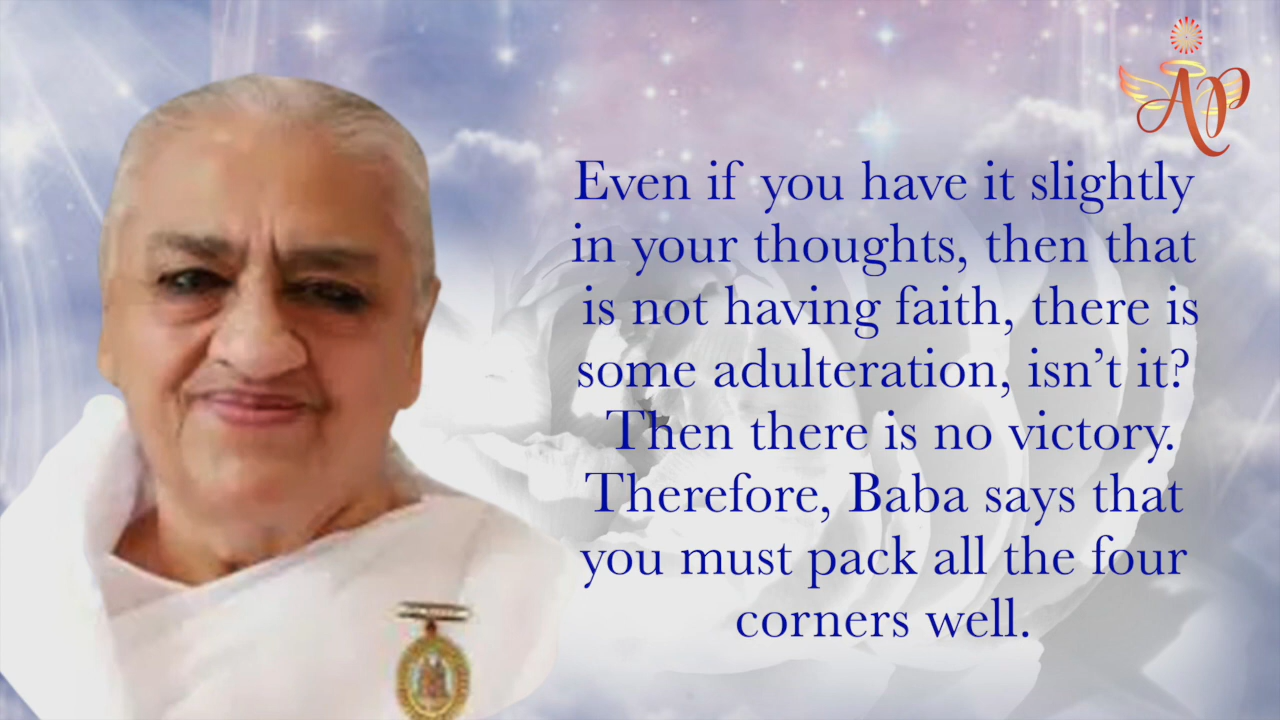 AP
Even if you have it slightly
in your thoughts, then that
is not having faith, there is
some adulteration, isn’t it?
Then there is no victory.
Therefore, Baba says that
you must pack all the four
corners well.